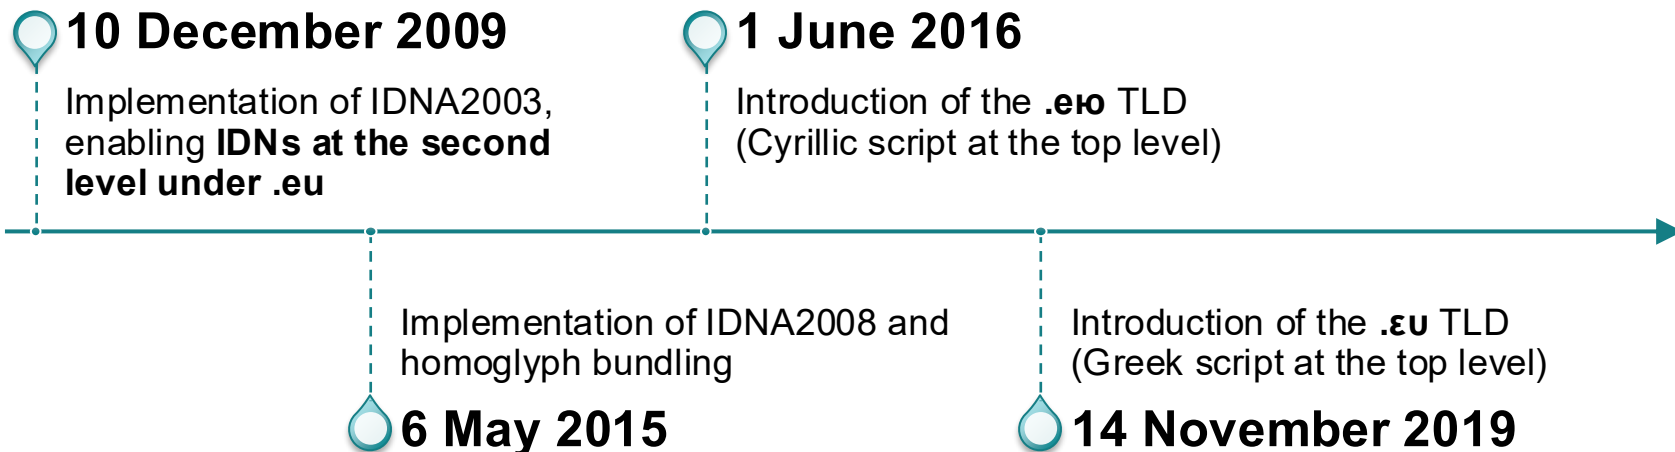 10 December 2009
Implementation of IDNA2003,
enabling IDNs at the second
level under .eu
6 May 2015
Implementation of IDNA2008 and
homoglyph bundling
1 June 2016
Introduction of the .ею TLD
(Cyrillic script at the top level)
14 November 2019
Introduction of the .ευ TLD
(Greek script at the top level)